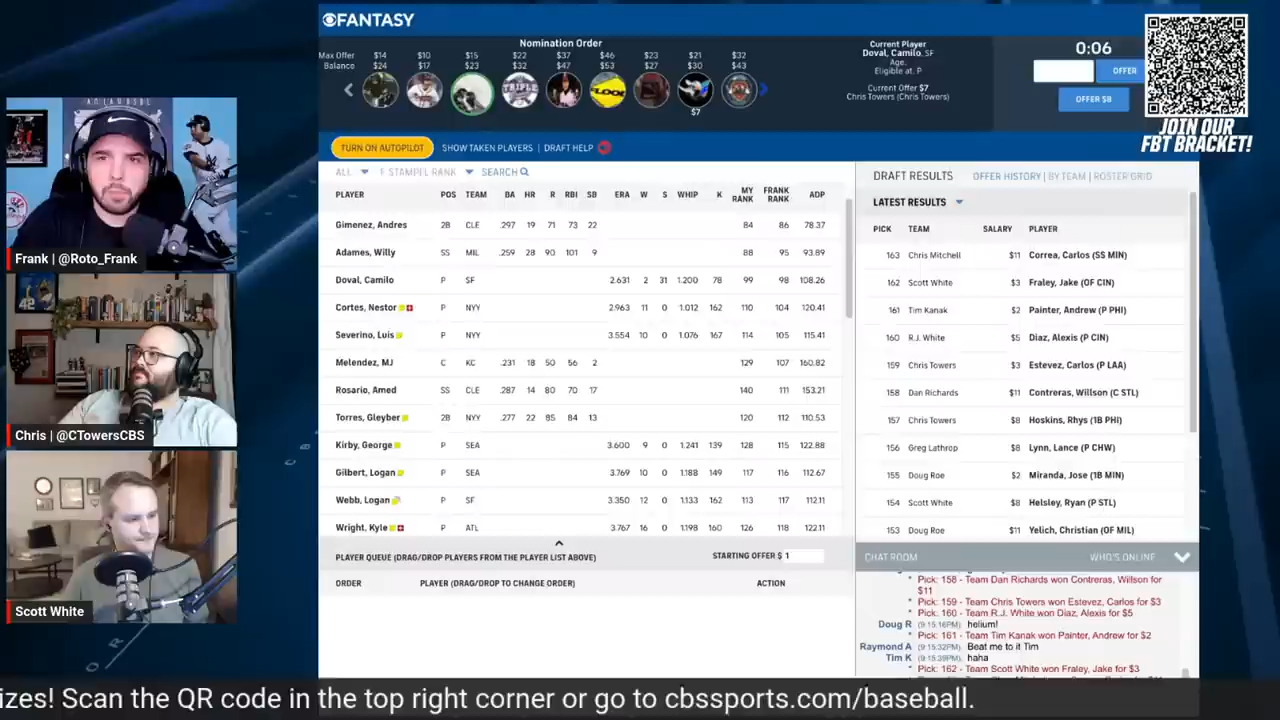 FANTASY
Nomination Order
Max Offer $14 $10 $15 $22 $37 $46 $23 $21 $32
Balance $24 $17 $23 $32 $47 $53 $27 $30 $43
$7
Current Player
Doval, Camilo, SF
Age,
Eligible at: P
Current Offer $7
Chris Towers (Chris Towers)
0:06
OFFER
OFFER $8
JOIN OUR
FBT BRACKET!
TURN ON AUTOPILOT SHOW TAKEN PLAYERS | DRAFT HELP
ALL F STAMPFL RANK SEARCH
PLAYER POS TEAM BA HR R RBI SB ERA W S WHIP K MY RANK FRANK RANK ADP
Gimenez, Andres 2B CLE .297 19 71 73 22 84 86 78.37
Adames, Willy SS MIL .259 28 90 101 9 88 95 93.89
Doval, Camilo P SF 2.631 2 31 1.200 78 99 98 108.26
Cortes, Nestor P NYY 2.963 11 0 1.012 162 110 104 120.41
Severino, Luis P NYY 3.554 10 0 1.076 167 114 105 115.41
Melendez, MJ C KC .231 18 50 56 2 129 107 160.82
Rosario, Amed SS CLE .287 14 80 70 17 140 111 153.21
Torres, Gleyber 2B NYY .277 22 85 84 13 120 112 110.53
Kirby, George P SEA 3.600 9 0 1.241 139 128 115 122.88
Gilbert, Logan P SEA 3.769 10 0 1.188 149 117 116 112.67
Webb, Logan P SF 3.350 12 0 1.133 162 113 117 112.11
Wright, Kyle P ATL 3.767 16 0 1.198 160 126 118 122.11
PLAYER QUEUE (DRAG/DROP PLAYERS FROM THE PLAYER LIST ABOVE) STARTING OFFER $ 1
ORDER PLAYER (DRAG/DROP TO CHANGE ORDER) ACTION
DRAFT RESULTS OFFER HISTORY | BY TEAM | ROSTER GRID
LATEST RESULTS
PICK TEAM SALARY PLAYER
163 Chris Mitchell $11 Correa, Carlos (SS MIN)
162 Scott White $3 Fraley, Jake (OF CIN)
161 Tim Kanak $2 Painter, Andrew (P PHI)
160 R.J. White $5 Diaz, Alexis (P CIN)
159 Chris Towers $3 Estevez, Carlos (P LAA)
158 Dan Richards $11 Contreras, Willson (C STL)
157 Chris Towers $8 Hoskins, Rhys (1B PHI)
156 Greg Lathrop $8 Lynn, Lance (P CHW)
155 Doug Roe $2 Miranda, Jose (1B MIN)
154 Scott White $8 Helsley, Ryan (P STL)
153 Doug Roe $11 Yelich, Christian (OF MIL)
CHAT ROOM WHO'S ONLINE
* Pick: 158 - Team Dan Richards won Contreras, Willson for
$11
* Pick: 159 - Team Chris Towers won Estevez, Carlos for $3
* Pick: 160 - Team R.J. White won Diaz, Alexis for $5
Doug R (9:15:16PM): helium!
* Pick: 161 - Team Tim Kanak won Painter, Andrew for $2
Raymond A (9:15:32PM): Beat me to it Tim
Tim K (9:15:39PM): haha
* Pick: 162 - Team Scott White won Fraley, Jake for $3
Frank | @Roto_Frank
42
Chris | @CTowersCBS
Scott White
izes! Scan the QR code in the top right corner or go to cbssports.com/baseball.